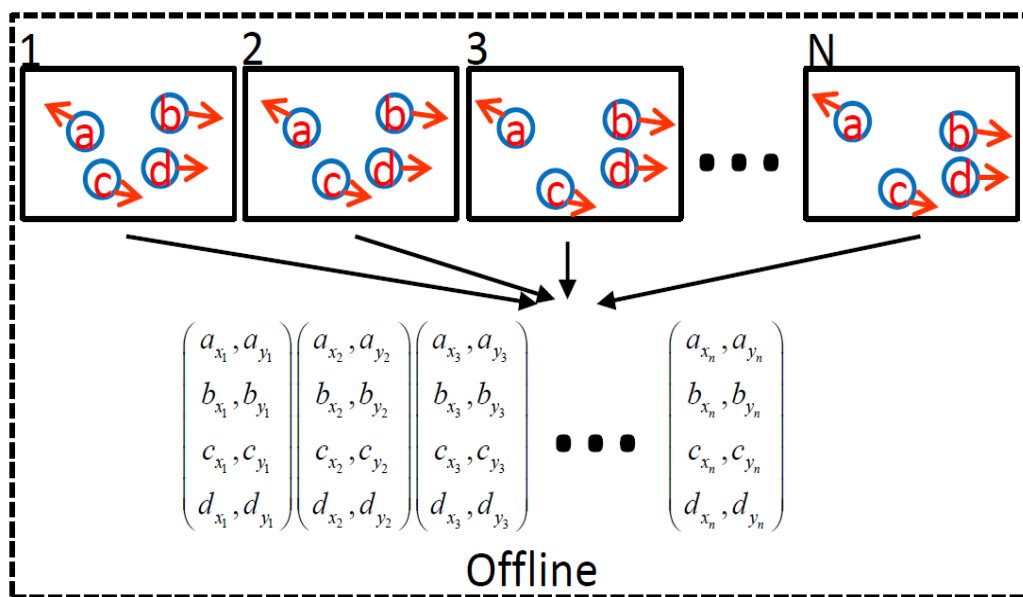 1 2 3 N
a b c d a b c d a b c d a b c d
a_{x_1}, a_{y_1} a_{x_2}, a_{y_2} a_{x_3}, a_{y_3} a_{x_n}, a_{y_n}
b_{x_1}, b_{y_1} b_{x_2}, b_{y_2} b_{x_3}, b_{y_3} b_{x_n}, b_{y_n}
c_{x_1}, c_{y_1} c_{x_2}, c_{y_2} c_{x_3}, c_{y_3} c_{x_n}, c_{y_n}
d_{x_1}, d_{y_1} d_{x_2}, d_{y_2} d_{x_3}, d_{y_3} d_{x_n}, d_{y_n}
Offline